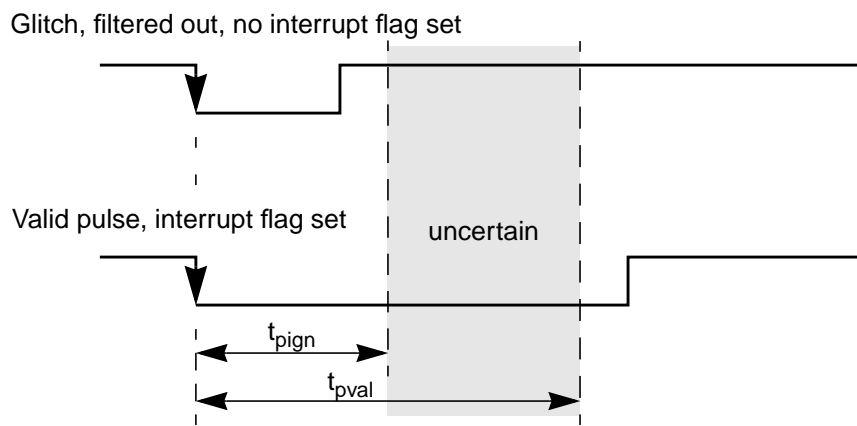 Glitch, filtered out, no interrupt flag set
Valid pulse, interrupt flag set
uncertain
tpign
tpval